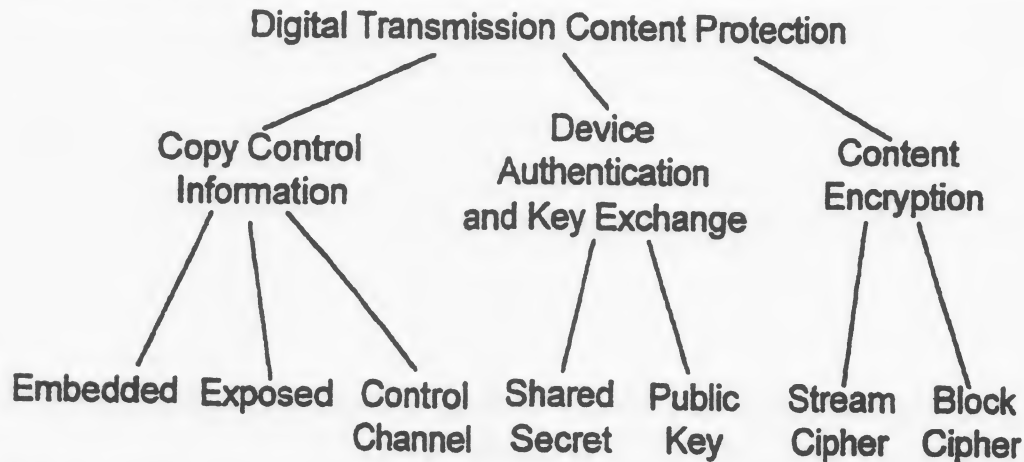 Digital Transmission Content Protection
Copy Control
Information
Device
Authentication
and Key Exchange
Content
Encryption
Embedded
Exposed
Control
Channel
Shared
Secret
Public
Key
Stream
Cipher
Block
Cipher